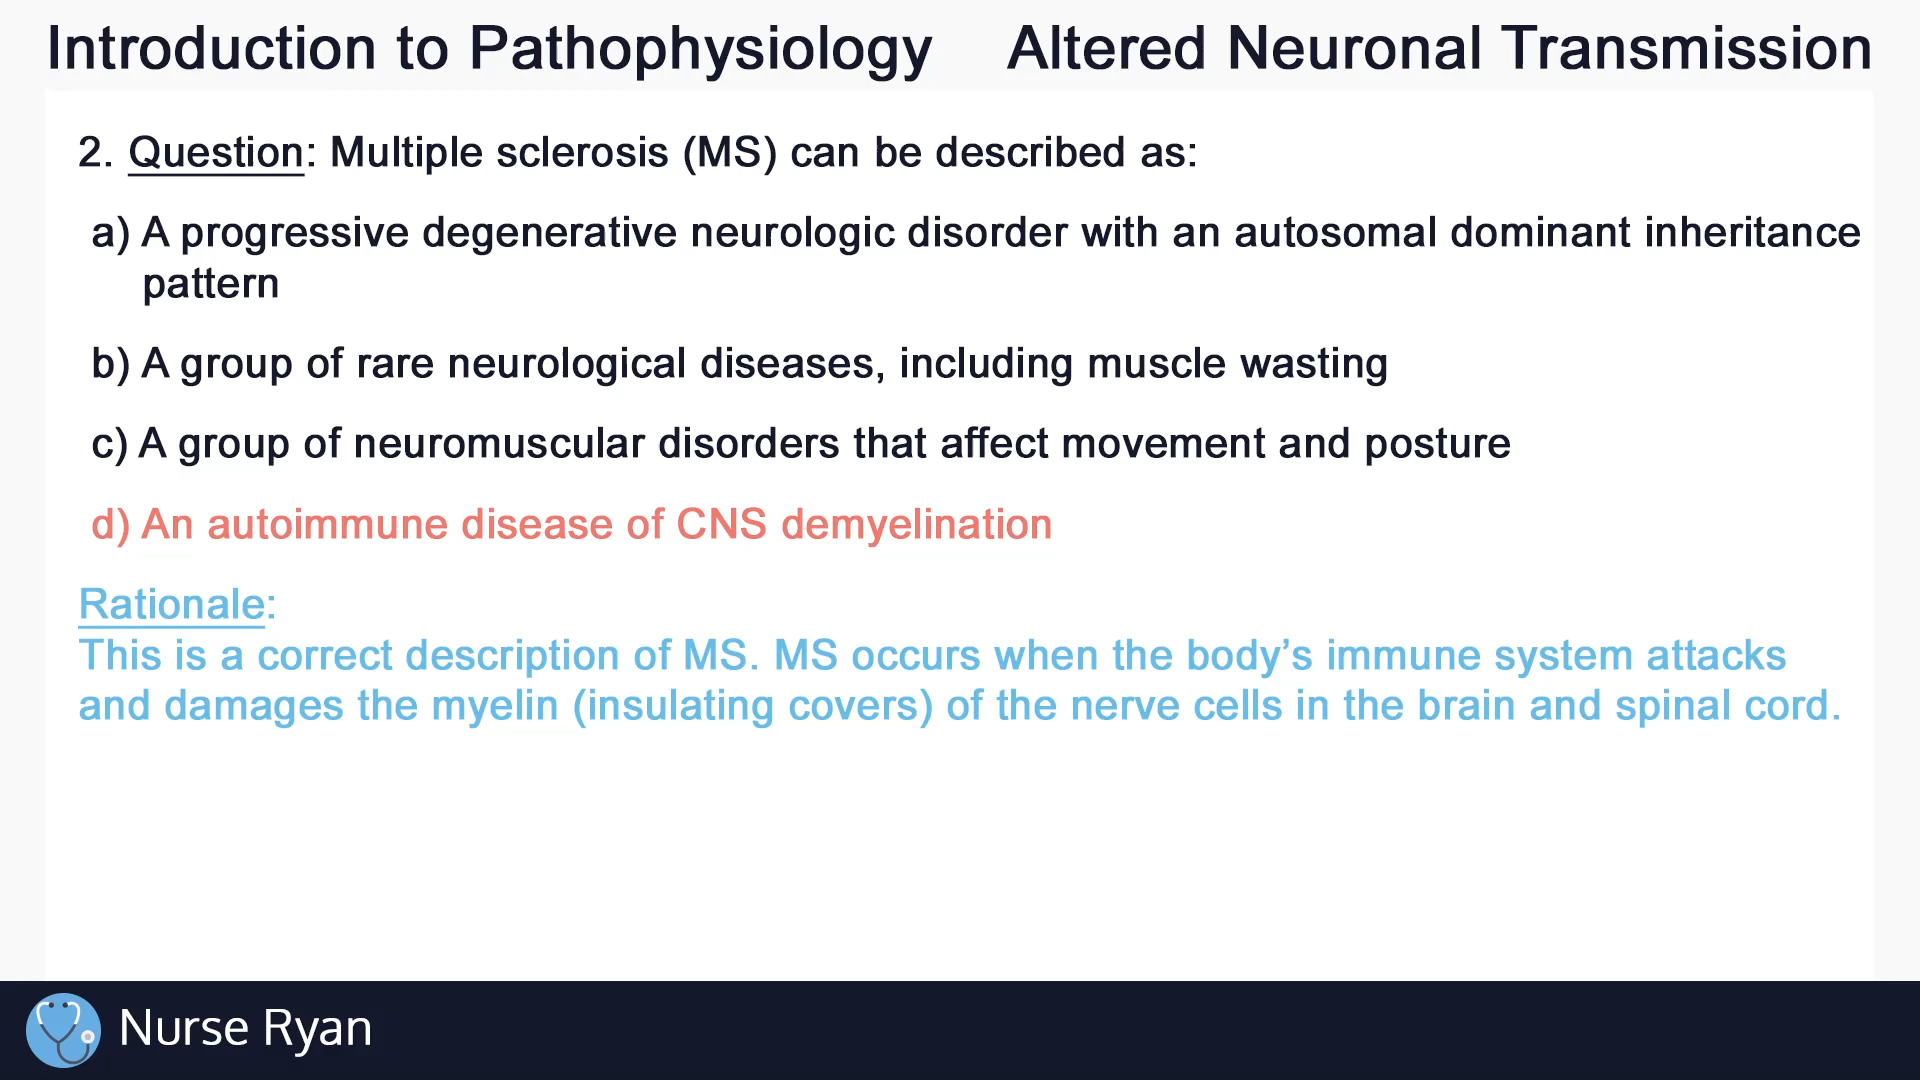 Introduction to Pathophysiology Altered Neuronal Transmission
2. Question: Multiple sclerosis (MS) can be described as:
a) A progressive degenerative neurologic disorder with an autosomal dominant inheritance
pattern
b) A group of rare neurological diseases, including muscle wasting
c) A group of neuromuscular disorders that affect movement and posture
d) An autoimmune disease of CNS demyelination
Rationale:
This is a correct description of MS. MS occurs when the body’s immune system attacks
and damages the myelin (insulating covers) of the nerve cells in the brain and spinal cord.
Nurse Ryan